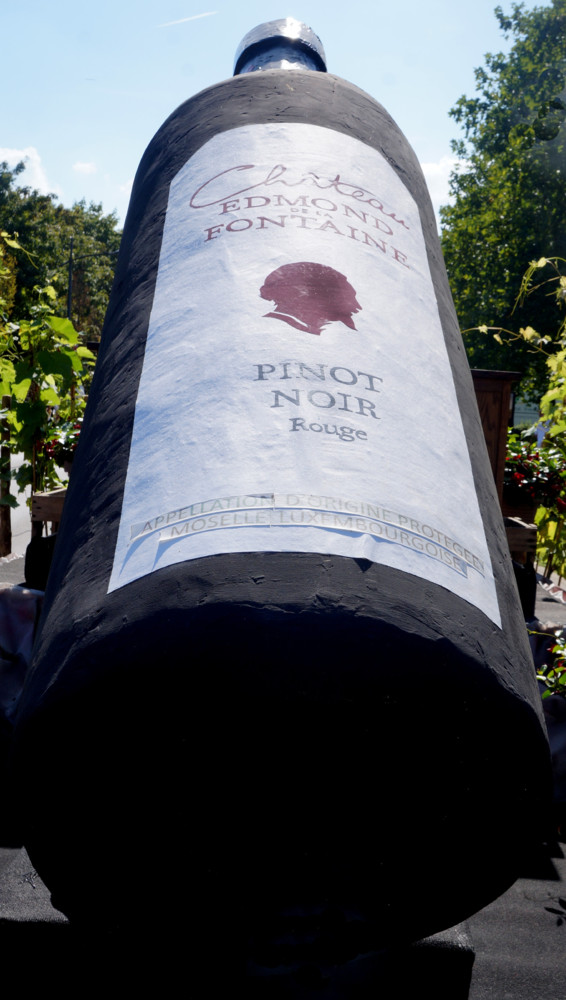 Château
EDMOND
DE LA
FONTAINE
PINOT
NOIR
Rouge
APPELLATION D'ORIGINE PROTEGEE
MOSELLE LUXEMBOURGOISE